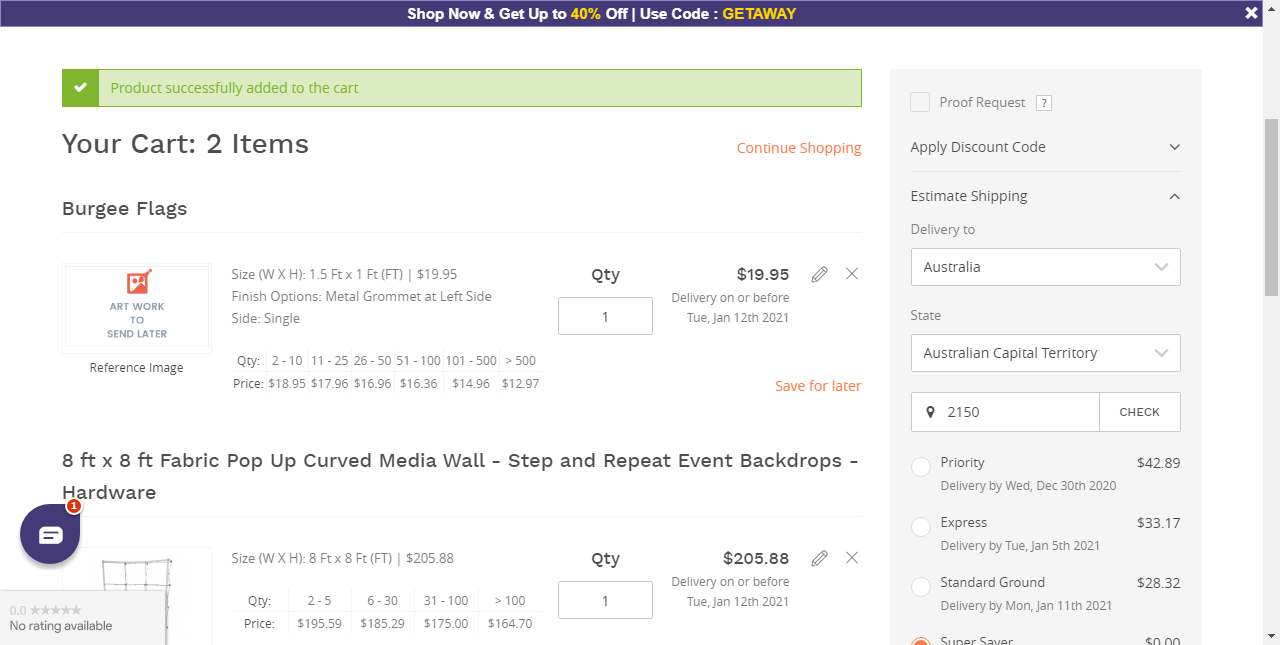 Shop Now & Get Up to 40% Off | Use Code : GETAWAY
Product successfully added to the cart
Your Cart: 2 Items
Continue Shopping
Burgee Flags
ART WORK
TO
SEND LATER
Reference Image
Size (W X H): 1.5 Ft x 1 Ft (FT) | $19.95
Finish Options: Metal Grommet at Left Side
Side: Single
Qty: 2 - 10 11 - 25 26 - 50 51 - 100 101 - 500 > 500
Price: $18.95 $17.96 $16.96 $16.36 $14.96 $12.97
Qty
1
$19.95
Delivery on or before
Tue, Jan 12th 2021
Save for later
8 ft x 8 ft Fabric Pop Up Curved Media Wall - Step and Repeat Event Backdrops -
Hardware
Size (W X H): 8 Ft x 8 Ft (FT) | $205.88
Qty: 2 - 5 6 - 30 31 - 100 > 100
Price: $195.59 $185.29 $175.00 $164.70
Qty
1
$205.88
Delivery on or before
Tue, Jan 12th 2021
1
0.0
No rating available
Proof Request ?
Apply Discount Code
Estimate Shipping
Delivery to
Australia
State
Australian Capital Territory
2150 CHECK
Priority $42.89
Delivery by Wed, Dec 30th 2020
Express $33.17
Delivery by Tue, Jan 5th 2021
Standard Ground $28.32
Delivery by Mon, Jan 11th 2021
Super Saver $0.00